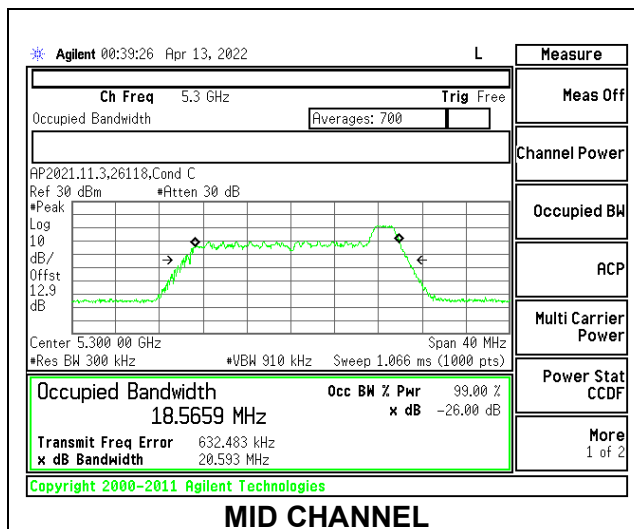 Agilent 00:39:26 Apr 13, 2022 L
Measure
Ch Freq 5.3 GHz Trig Free
Meas Off
Occupied Bandwidth Averages: 700
Channel Power
AP2021.11.3,26118,Cond C
Ref 30 dBm #Atten 30 dB
#Peak
Log
10
dB/
Offst
12.9
dB
Occupied BW
ACP
Center 5.300 00 GHz Span 40 MHz
#Res BW 300 kHz #VBW 910 kHz Sweep 1.066 ms (1000 pts)
Multi Carrier
Power
Occupied Bandwidth Occ BW % Pwr 99.00 %
18.5659 MHz x dB -26.00 dB
Power Stat
CCDF
Transmit Freq Error 632.483 kHz
x dB Bandwidth 20.593 MHz
More
1 of 2
Copyright 2000-2011 Agilent Technologies
MID CHANNEL